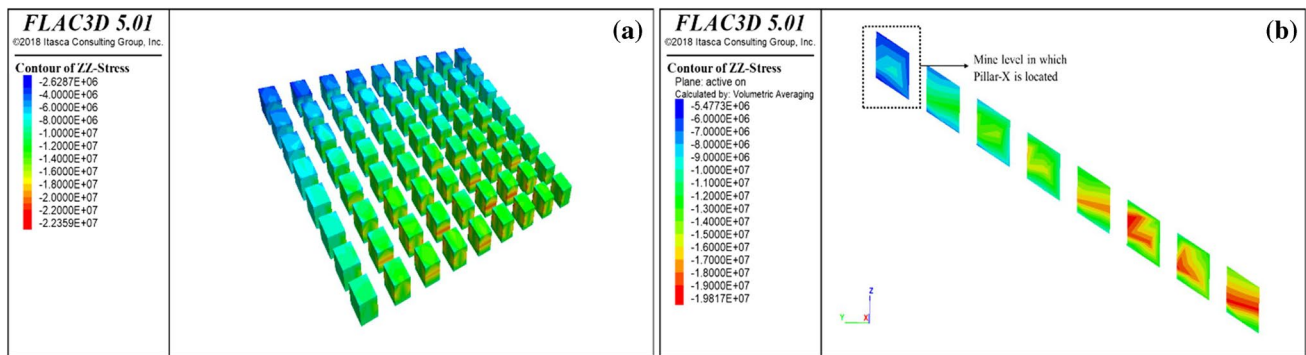 FLAC3D 5.01
©2018 Itasca Consulting Group, Inc.
Contour of ZZ-Stress
-2.6287E+06
-4.0000E+06
-6.0000E+06
-8.0000E+06
-1.0000E+07
-1.2000E+07
-1.4000E+07
-1.6000E+07
-1.8000E+07
-2.0000E+07
-2.2000E+07
-2.2359E+07
(a)
FLAC3D 5.01
©2018 Itasca Consulting Group, Inc.
Contour of ZZ-Stress
Plane: active on
Calculated by: Volumetric Averaging
-5.4773E+06
-6.0000E+06
-7.0000E+06
-8.0000E+06
-9.0000E+06
-1.0000E+07
-1.1000E+07
-1.2000E+07
-1.3000E+07
-1.4000E+07
-1.5000E+07
-1.6000E+07
-1.7000E+07
-1.8000E+07
-1.9000E+07
-1.9817E+07
(b)
Mine level in which
Pillar-X is located
Z
Y
X